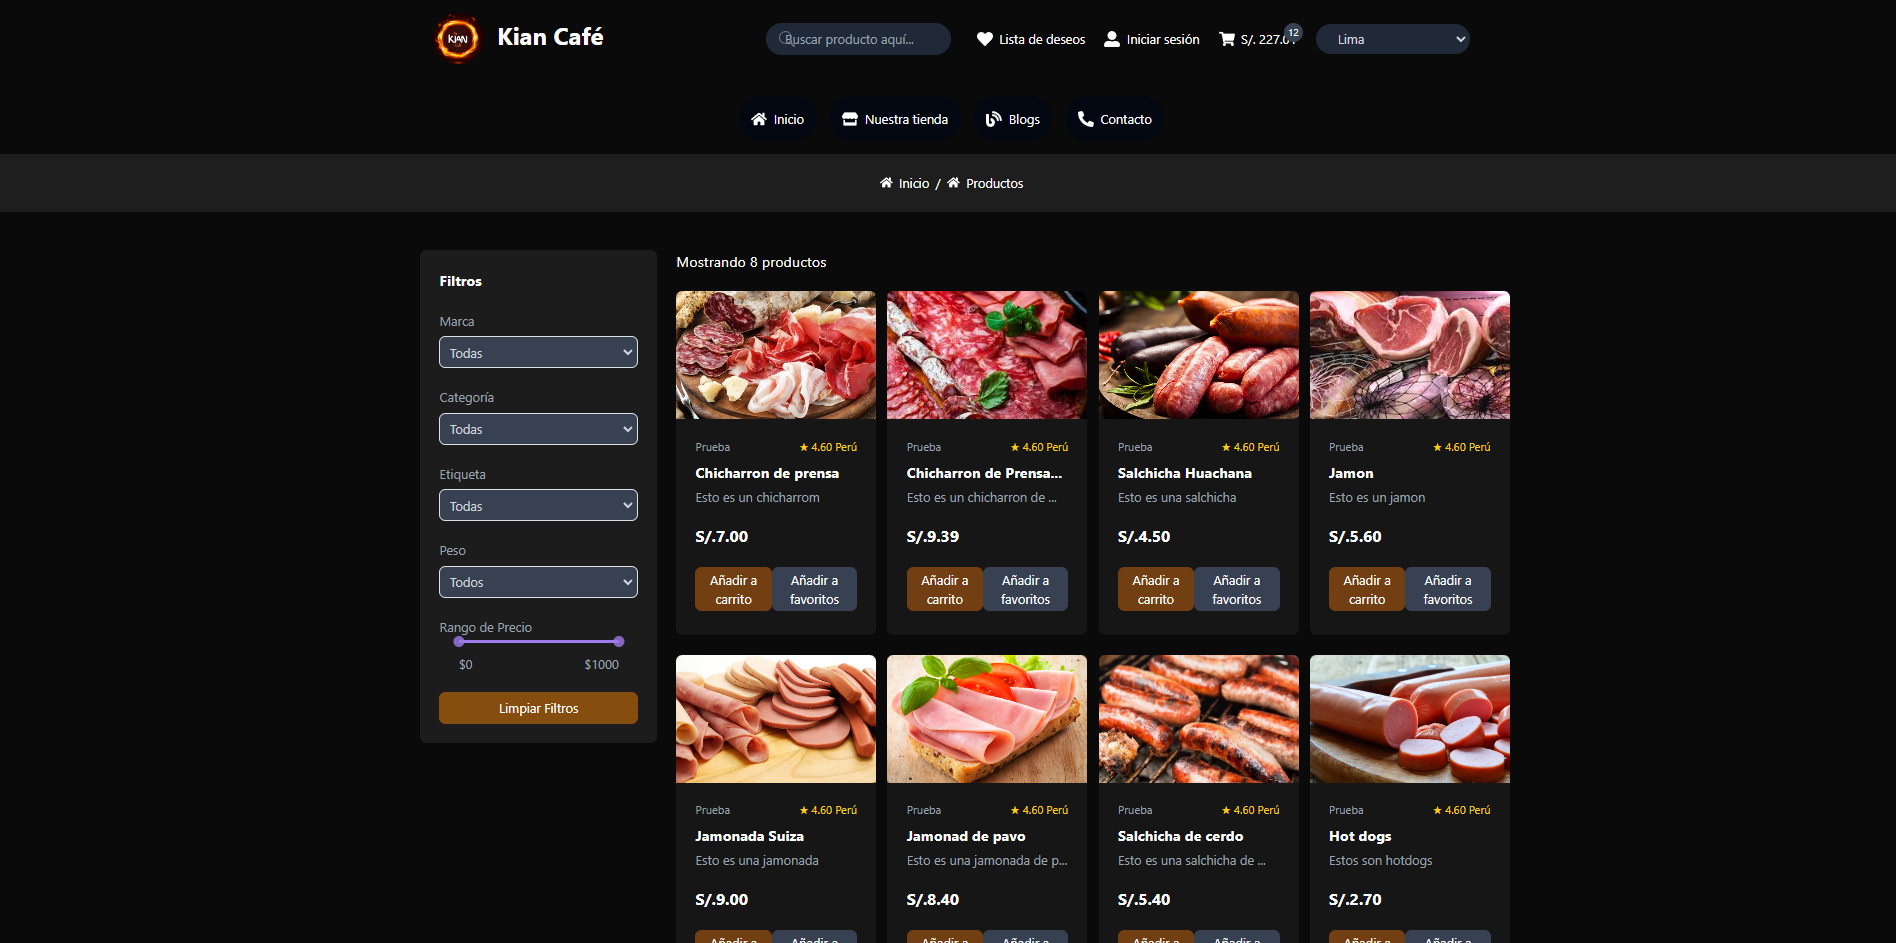 KIAN
Kian Café
Buscar producto aquí...
Lista de deseos
Iniciar sesión
S/. 227.01
12
Lima
Inicio
Nuestra tienda
Blogs
Contacto
Inicio / Productos
Filtros
Marca
Todas
Categoría
Todas
Etiqueta
Todas
Peso
Todos
Rango de Precio
$0 $1000
Limpiar Filtros
Mostrando 8 productos
Prueba ★ 4.60 Perú
Chicharron de prensa
Esto es un chicharrom
S/.7.00
Añadir a carrito
Añadir a favoritos
Prueba ★ 4.60 Perú
Chicharron de Prensa...
Esto es un chicharron de ...
S/.9.39
Añadir a carrito
Añadir a favoritos
Prueba ★ 4.60 Perú
Salchicha Huachana
Esto es una salchicha
S/.4.50
Añadir a carrito
Añadir a favoritos
Prueba ★ 4.60 Perú
Jamon
Esto es un jamon
S/.5.60
Añadir a carrito
Añadir a favoritos
Prueba ★ 4.60 Perú
Jamonada Suiza
Esto es una jamonada
S/.9.00
Añadir a
Añadir a
Prueba ★ 4.60 Perú
Jamonad de pavo
Esto es una jamonada de p...
S/.8.40
Añadir a
Añadir a
Prueba ★ 4.60 Perú
Salchicha de cerdo
Esto es una salchicha de ...
S/.5.40
Añadir a
Añadir a
Prueba ★ 4.60 Perú
Hot dogs
Estos son hotdogs
S/.2.70
Añadir a
Añadir a